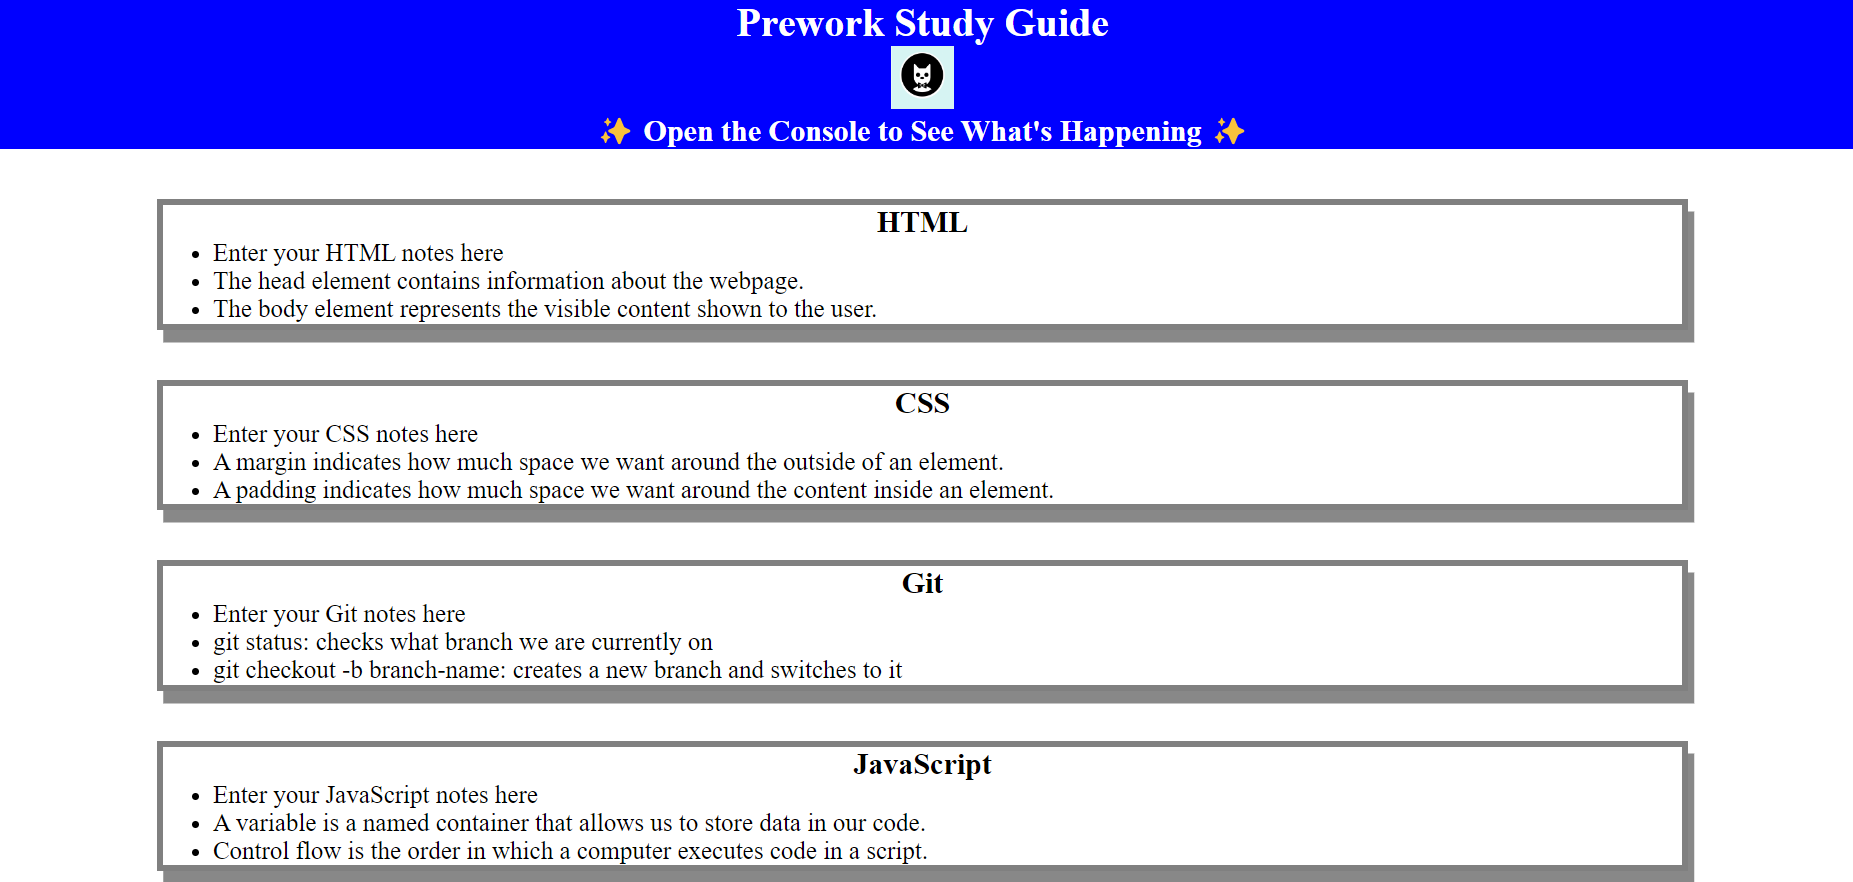 Prework Study Guide
✨ Open the Console to See What's Happening ✨
HTML
• Enter your HTML notes here
• The head element contains information about the webpage.
• The body element represents the visible content shown to the user.
CSS
• Enter your CSS notes here
• A margin indicates how much space we want around the outside of an element.
• A padding indicates how much space we want around the content inside an element.
Git
• Enter your Git notes here
• git status: checks what branch we are currently on
• git checkout -b branch-name: creates a new branch and switches to it
JavaScript
• Enter your JavaScript notes here
• A variable is a named container that allows us to store data in our code.
• Control flow is the order in which a computer executes code in a script.